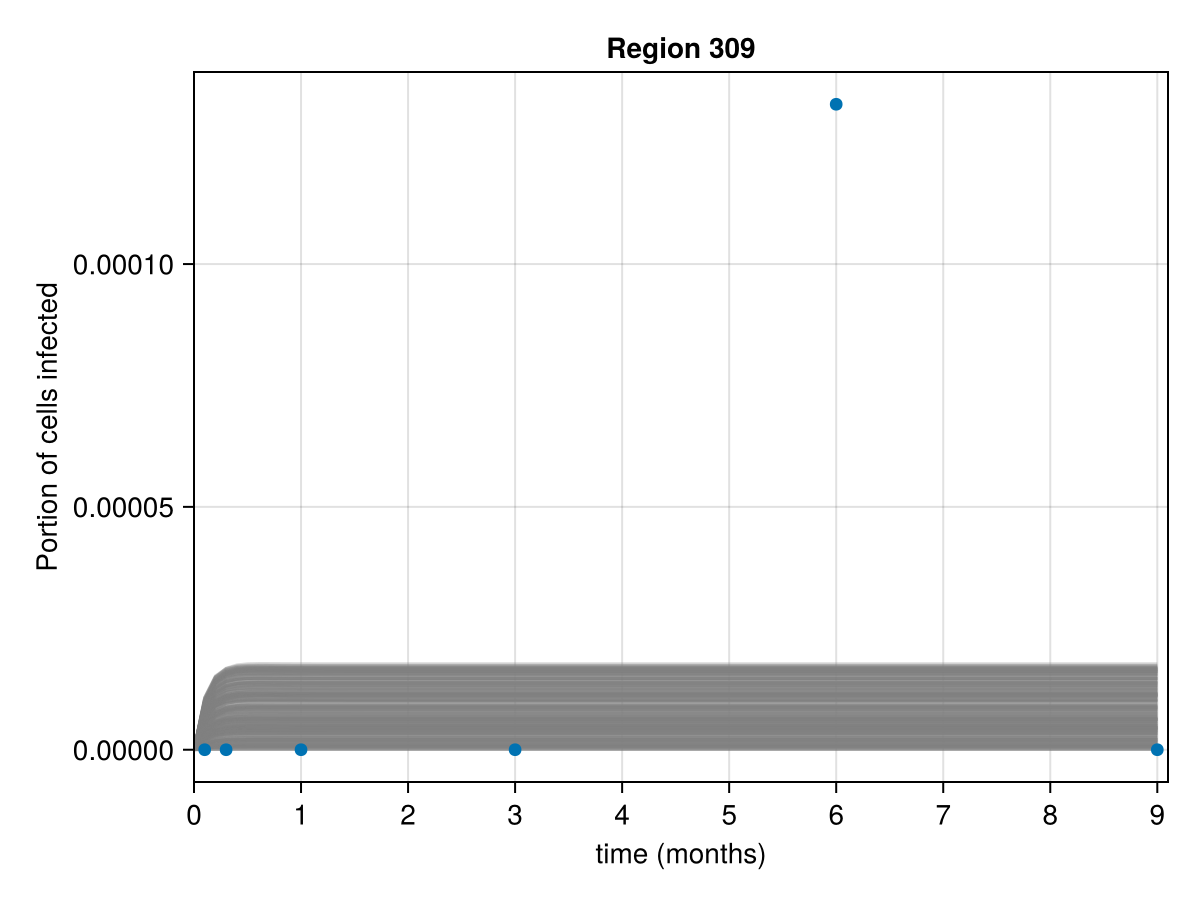 Region 309
Portion of cells infected
0.00010
0.00005
0.00000
0 1 2 3 4 5 6 7 8 9
time (months)